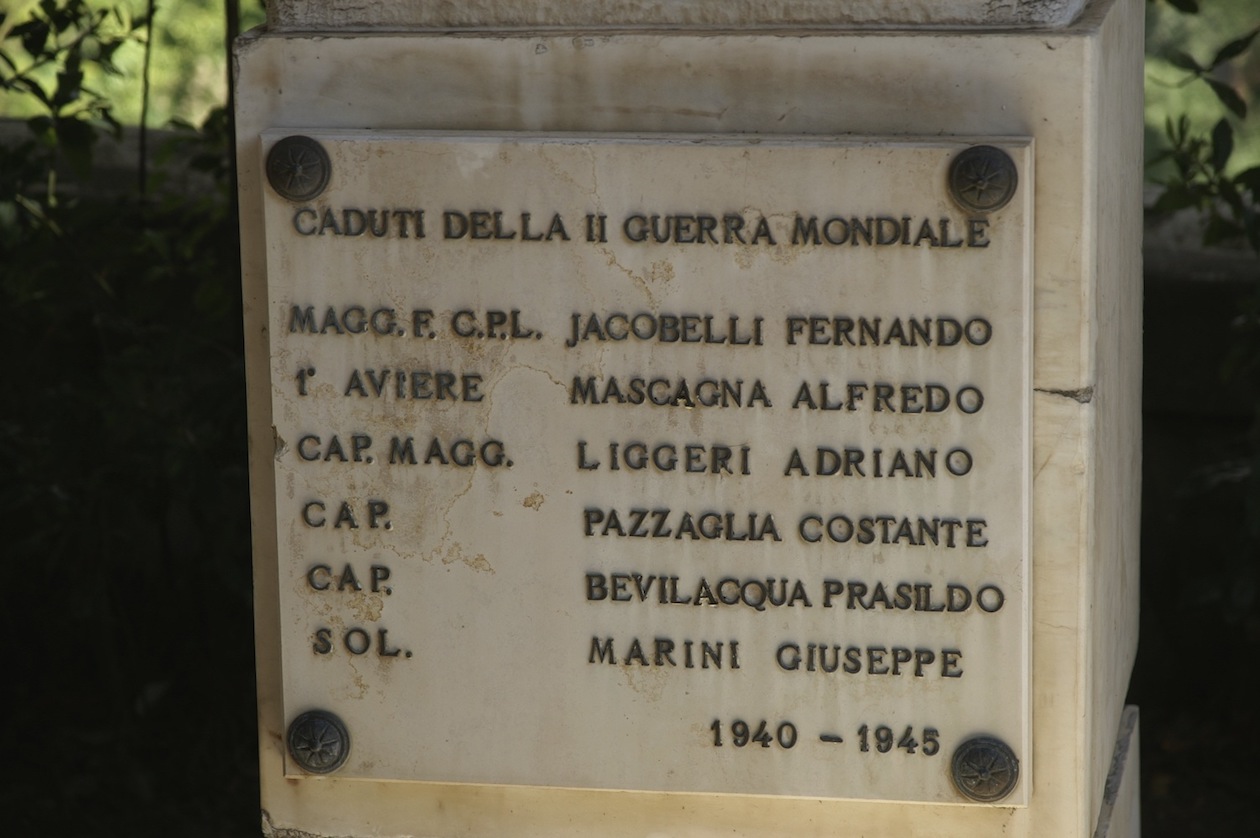 CADUTI DELLA II GUERRA MONDIALE
MAGG. F. C.P.L. JACOBELLI FERNANDO
1° AVIERE MASCAGNA ALFREDO
CAP. MAGG. LIGGERI ADRIANO
CAP. PAZZAGLIA COSTANTE
CAP. BEVILACQUA PRASILDO
SOL. MARINI GIUSEPPE
1940 – 1945